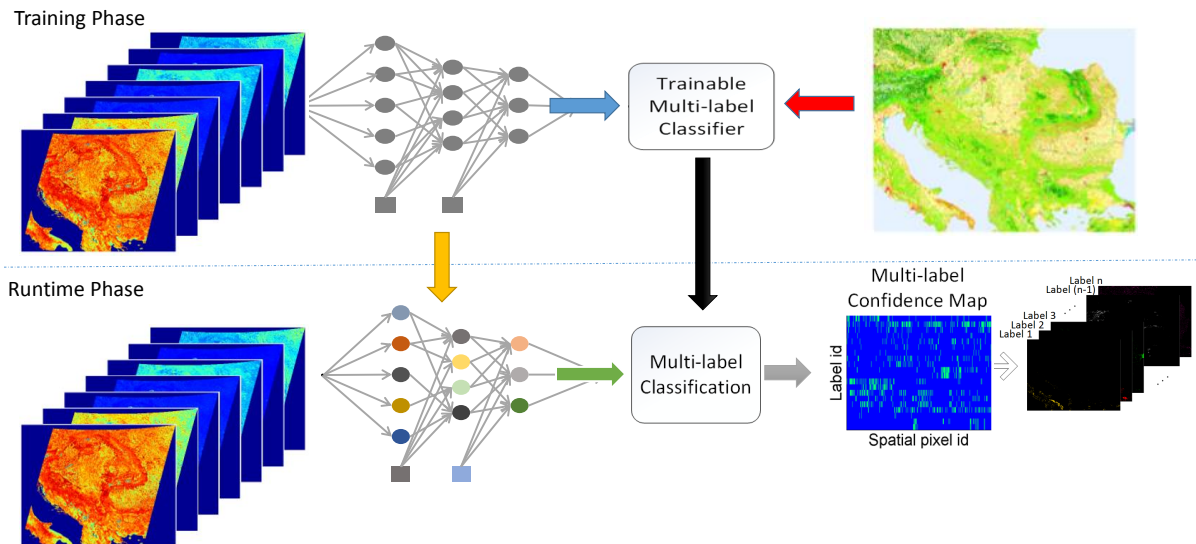 Training Phase
Trainable
Multi-label
Classifier
Runtime Phase
Multi-label
Classification
Multi-label
Confidence Map
Label id
Spatial pixel id
Label n
Label (n-1)
Label 3
Label 2
Label 1